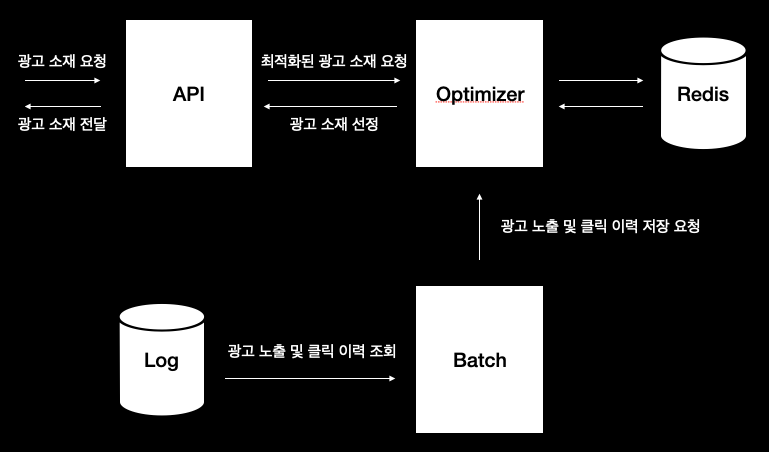 광고 소재 요청
광고 소재 전달
API
최적화된 광고 소재 요청
광고 소재 선정
Optimizer
Redis
광고 노출 및 클릭 이력 저장 요청
Log
광고 노출 및 클릭 이력 조회
Batch